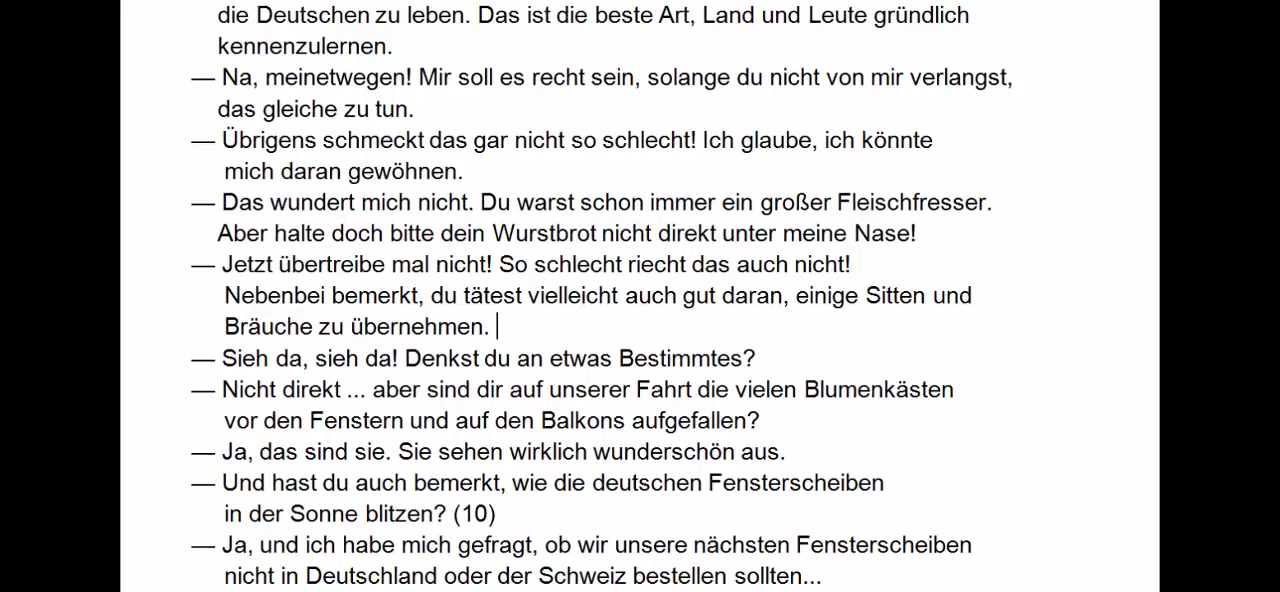 die Deutschen zu leben. Das ist die beste Art, Land und Leute gründlich
kennenzulernen.
— Na, meinetwegen! Mir soll es recht sein, solange du nicht von mir verlangst,
das gleiche zu tun.
— Übrigens schmeckt das gar nicht so schlecht! Ich glaube, ich könnte
mich daran gewöhnen.
— Das wundert mich nicht. Du warst schon immer ein großer Fleischfresser.
Aber halte doch bitte dein Wurstbrot nicht direkt unter meine Nase!
— Jetzt übertreibe mal nicht! So schlecht riecht das auch nicht!
Nebenbei bemerkt, du tätest vielleicht auch gut daran, einige Sitten und
Bräuche zu übernehmen.
— Sieh da, sieh da! Denkst du an etwas Bestimmtes?
— Nicht direkt ... aber sind dir auf unserer Fahrt die vielen Blumenkästen
vor den Fenstern und auf den Balkons aufgefallen?
— Ja, das sind sie. Sie sehen wirklich wunderschön aus.
— Und hast du auch bemerkt, wie die deutschen Fensterscheiben
in der Sonne blitzen? (10)
— Ja, und ich habe mich gefragt, ob wir unsere nächsten Fensterscheiben
nicht in Deutschland oder der Schweiz bestellen sollten...